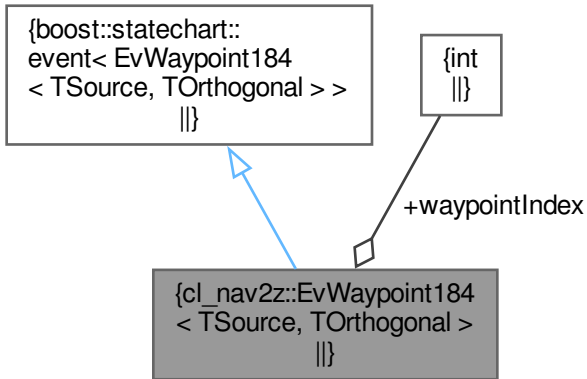 {boost::statechart::
event< EvWaypoint184
< TSource, TOrthogonal > >
||}
{int
||}
+waypointIndex
{cl_nav2z::EvWaypoint184
< TSource, TOrthogonal >
||}